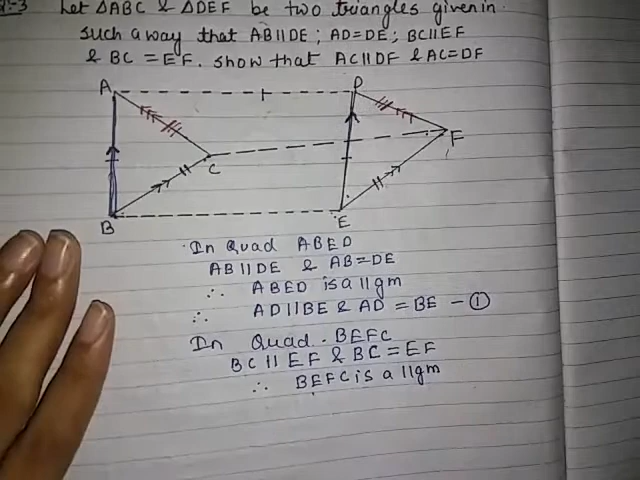 Let ΔABC & ΔDEF be two triangles given in
such a way that AB∥DE ; AD=DE ; BC∥EF
& BC = EF. show that AC∥DF & AC=DF
A
D
C
F
B
E
In Quad ABED
AB∥DE & AB=DE
∴ ABED is a ∥gm
∴ AD∥BE & AD = BE — ①
In Quad. BEFC
BC∥EF & BC = EF
∴ BEFC is a ∥gm